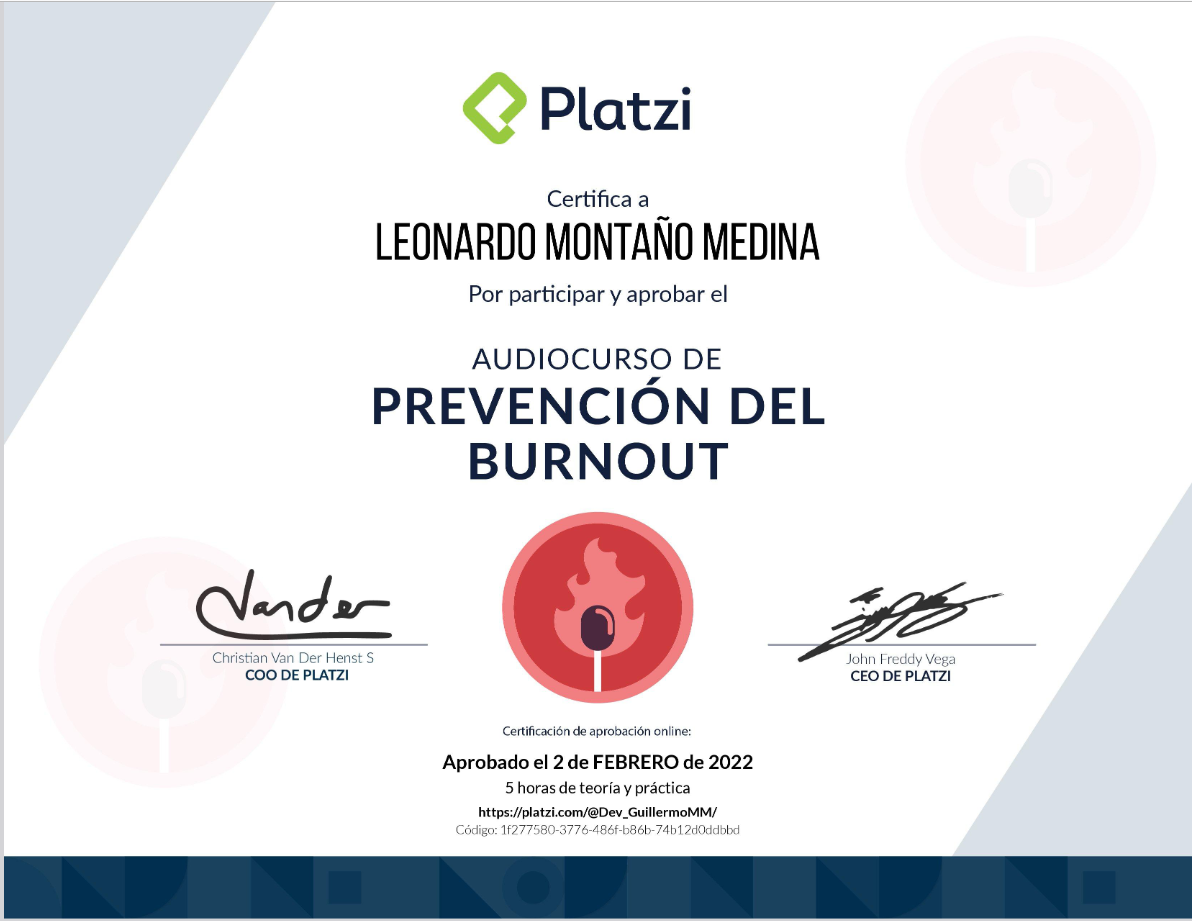 Platzi
Certifica a
LEONARDO MONTAÑO MEDINA
Por participar y aprobar el
AUDIOCURSO DE
PREVENCIÓN DEL
BURNOUT
Vander
Christian Van Der Henst S
COO DE PLATZI
John Freddy Vega
CEO DE PLATZI
Certificación de aprobación online:
Aprobado el 2 de FEBRERO de 2022
5 horas de teoría y práctica
https://platzi.com/@Dev_GuillermoMM/
Código: 1f277580-3776-486f-b86b-74b12d0ddbbd